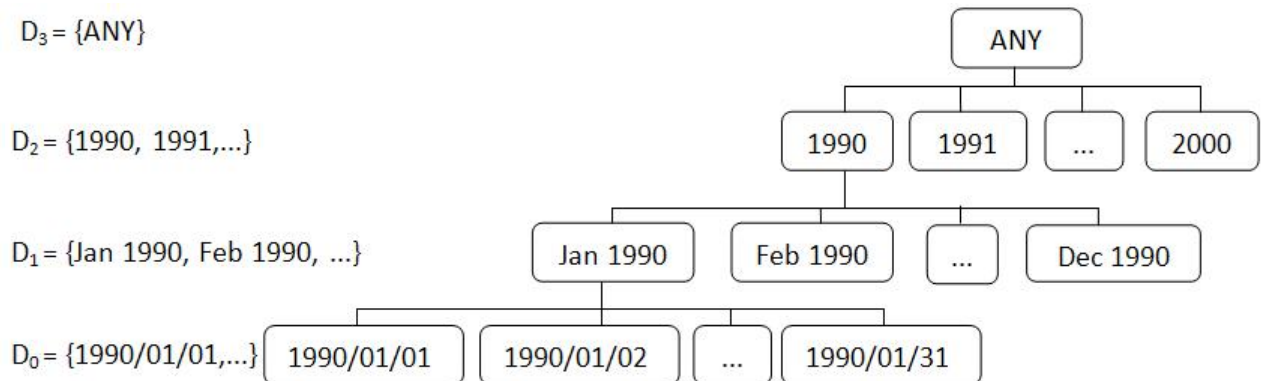 D₃ = {ANY}
ANY
D₂ = {1990, 1991,...}
1990
1991
...
2000
D₁ = {Jan 1990, Feb 1990, ...}
Jan 1990
Feb 1990
...
Dec 1990
D₀ = {1990/01/01,...}
1990/01/01
1990/01/02
...
1990/01/31